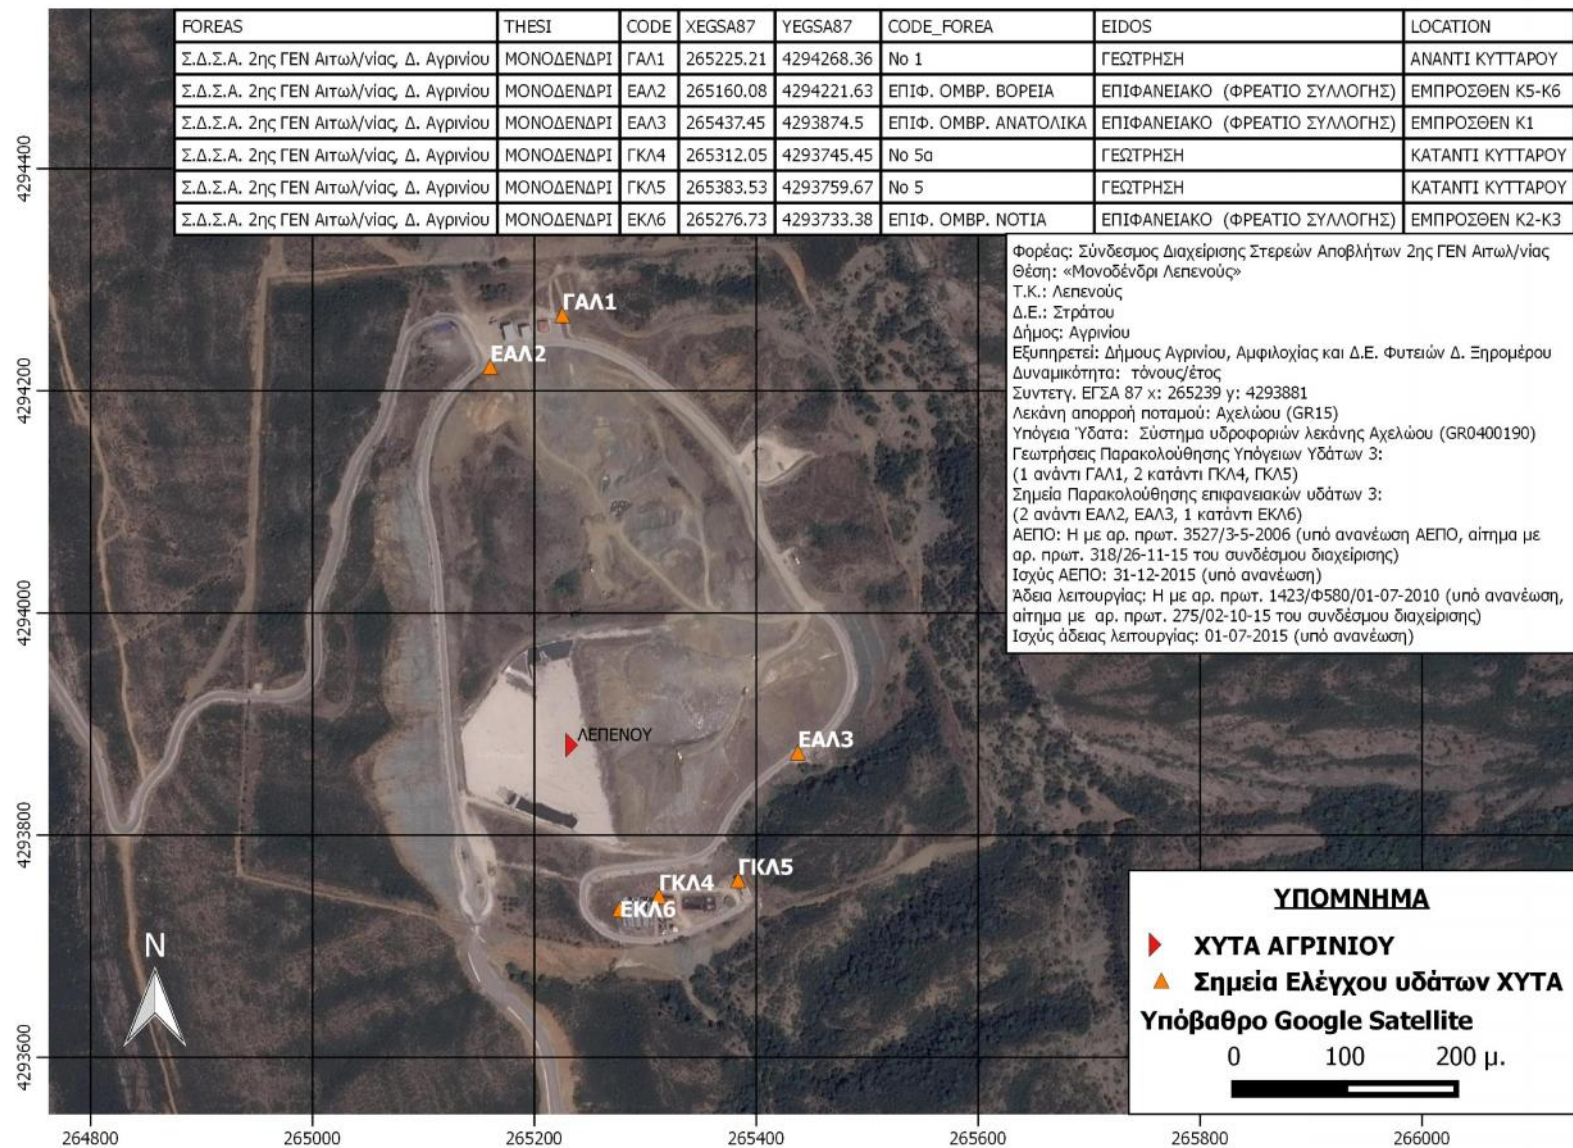 FOREAS THESI CODE XEGSA87 YEGSA87 CODE_FOREA EIDOS LOCATION
Σ.Δ.Σ.Α. 2ης ΓΕΝ Αιτωλ/νίας, Δ. Αγρινίου ΜΟΝΟΔΕΝΔΡΙ ΓΑΛ1 265225.21 4294268.36 No 1 ΓΕΩΤΡΗΣΗ ΑΝΑΝΤΙ ΚΥΤΤΑΡΟΥ
Σ.Δ.Σ.Α. 2ης ΓΕΝ Αιτωλ/νίας, Δ. Αγρινίου ΜΟΝΟΔΕΝΔΡΙ ΕΑΛ2 265160.08 4294221.63 ΕΠΙΦ. ΟΜΒΡ. ΒΟΡΕΙΑ ΕΠΙΦΑΝΕΙΑΚΟ (ΦΡΕΑΤΙΟ ΣΥΛΛΟΓΗΣ) ΕΜΠΡΟΣΘΕΝ Κ5-Κ6
Σ.Δ.Σ.Α. 2ης ΓΕΝ Αιτωλ/νίας, Δ. Αγρινίου ΜΟΝΟΔΕΝΔΡΙ ΕΑΛ3 265437.45 4293874.5 ΕΠΙΦ. ΟΜΒΡ. ΑΝΑΤΟΛΙΚΑ ΕΠΙΦΑΝΕΙΑΚΟ (ΦΡΕΑΤΙΟ ΣΥΛΛΟΓΗΣ) ΕΜΠΡΟΣΘΕΝ Κ1
Σ.Δ.Σ.Α. 2ης ΓΕΝ Αιτωλ/νίας, Δ. Αγρινίου ΜΟΝΟΔΕΝΔΡΙ ΓΚΛ4 265312.05 4293745.45 No 5α ΓΕΩΤΡΗΣΗ ΚΑΤΑΝΤΙ ΚΥΤΤΑΡΟΥ
Σ.Δ.Σ.Α. 2ης ΓΕΝ Αιτωλ/νίας, Δ. Αγρινίου ΜΟΝΟΔΕΝΔΡΙ ΓΚΛ5 265383.53 4293759.67 No 5 ΓΕΩΤΡΗΣΗ ΚΑΤΑΝΤΙ ΚΥΤΤΑΡΟΥ
Σ.Δ.Σ.Α. 2ης ΓΕΝ Αιτωλ/νίας, Δ. Αγρινίου ΜΟΝΟΔΕΝΔΡΙ ΕΚΛ6 265276.73 4293733.38 ΕΠΙΦ. ΟΜΒΡ. ΝΟΤΙΑ ΕΠΙΦΑΝΕΙΑΚΟ (ΦΡΕΑΤΙΟ ΣΥΛΛΟΓΗΣ) ΕΜΠΡΟΣΘΕΝ Κ2-Κ3
Φορέας: Σύνδεσμος Διαχείρισης Στερεών Αποβλήτων 2ης ΓΕΝ Αιτωλ/νίας
Θέση: «Μονοδένδρι Λεπενούς»
Τ.Κ.: Λεπενούς
Δ.Ε.: Στράτου
Δήμος: Αγρινίου
Εξυπηρετεί: Δήμους Αγρινίου, Αμφιλοχίας και Δ.Ε. Φυτειών Δ. Ξηρομέρου
Δυναμικότητα: τόνους/έτος
Συντετγ. ΕΓΣΑ 87 x: 265239 y: 4293881
Λεκάνη απορροή ποταμού: Αχελώου (GR15)
Υπόγεια Ύδατα: Σύστημα υδροφοριών λεκάνης Αχελώου (GR0400190)
Γεωτρήσεις Παρακολούθησης Υπόγειων Υδάτων 3:
(1 ανάντι ΓΑΛ1, 2 κατάντι ΓΚΛ4, ΓΚΛ5)
Σημεία Παρακολούθησης επιφανειακών υδάτων 3:
(2 ανάντι ΕΑΛ2, ΕΑΛ3, 1 κατάντι ΕΚΛ6)
ΑΕΠΟ: Η με αρ. πρωτ. 3527/3-5-2006 (υπό ανανέωση ΑΕΠΟ, αίτημα με
αρ. πρωτ. 318/26-11-15 του συνδέσμου διαχείρισης)
Ισχύς ΑΕΠΟ: 31-12-2015 (υπό ανανέωση)
Άδεια λειτουργίας: Η με αρ. πρωτ. 1423/Φ580/01-07-2010 (υπό ανανέωση,
αίτημα με αρ. πρωτ. 275/02-10-15 του συνδέσμου διαχείρισης)
Ισχύς άδειας λειτουργίας: 01-07-2015 (υπό ανανέωση)
ΓΑΛ1
ΕΑΛ2
ΛΕΠΕΝΟΥ
ΕΑΛ3
ΓΚΛ5
ΓΚΛ4
ΕΚΛ6
N
ΥΠΟΜΝΗΜΑ
ΧΥΤΑ ΑΓΡΙΝΙΟΥ
Σημεία Ελέγχου υδάτων ΧΥΤΑ
Υπόβαθρο Google Satellite
0 100 200 μ.
4294400
4294200
4294000
4293800
4293600
264800 265000 265200 265400 265600 265800 266000